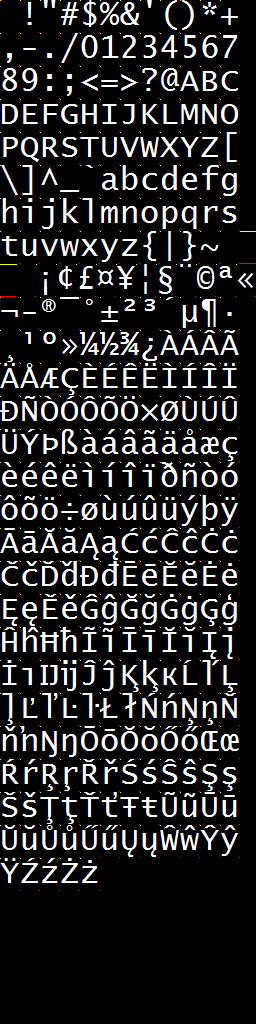 !"#$%&'()*+
,-./01234567
89:;<=>?@ABC
DEFGHIJKLMNO
PQRSTUVWXYZ[
\]^_`abcdefg
hijklmnopqrs
tuvwxyz{|}~
¡¢£¤¥¦§¨©ª«
¬-®¯°±²³´µ¶·
¸¹º»¼½¾¿ÀÁÂÃ
ÄÅÆÇÈÉÊËÌÍÎÏ
ÐÑÒÓÔÕÖ×ØÙÚÛ
ÜÝÞßàáâãäåæç
èéêëìíîïðñòó
ôõö÷øùúûüýþÿ
ĀāĂăĄąĆćĈĉĊċ
ČčĎďĐđĒēĔĕĖė
ĘęĚěĜĝĞğĠġĢģ
ĤĥĦħĨĩĪīĬĭĮį
İıĲĳĴĵĶķĸĹĺĻ
ļĽľĿŀŁłŃńŅņŇ
ňŉŊŋŌōŎŏŐőŒœ
ŔŕŖŗŘřŚśŜŝŞş
ŠšŢţŤťŦŧŨũŪū
ŬŭŮůŰűŲųŴŵŶŷ
ŸŹźŻż